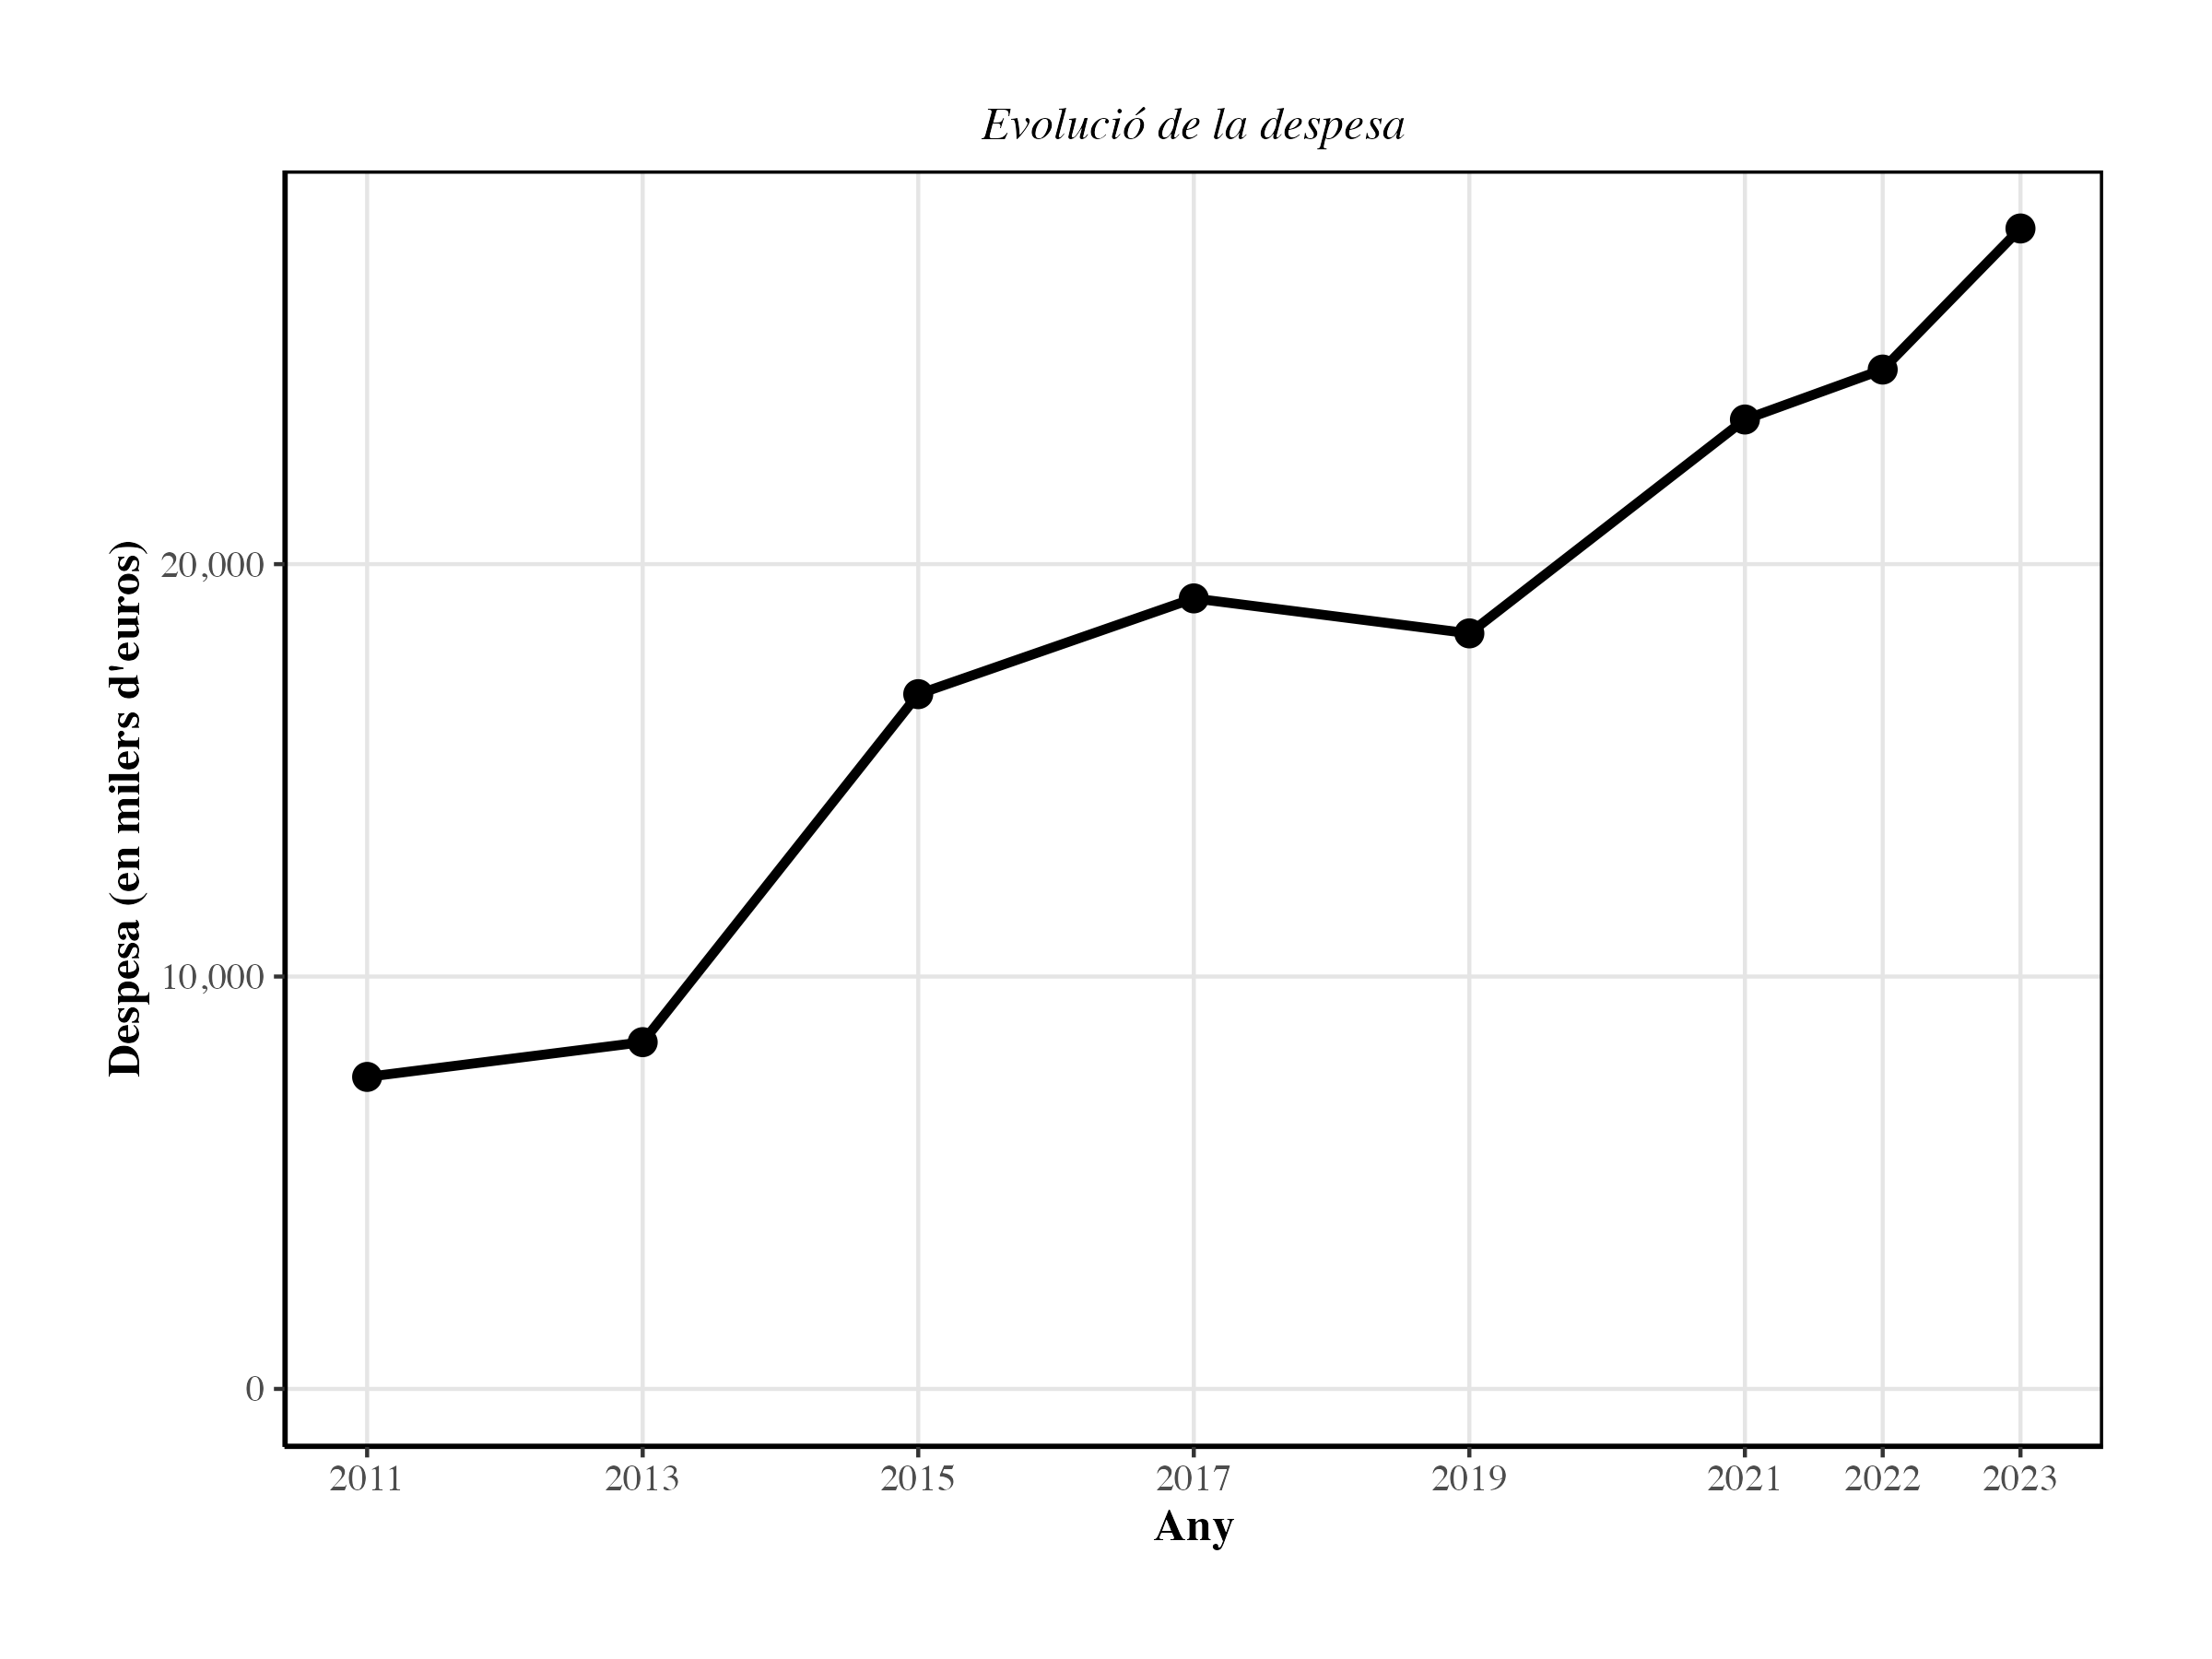 Evolució de la despesa
Despesa (en milers d'euros)
20,000
10,000
0
2011 2013 2015 2017 2019 2021 2022 2023
Any